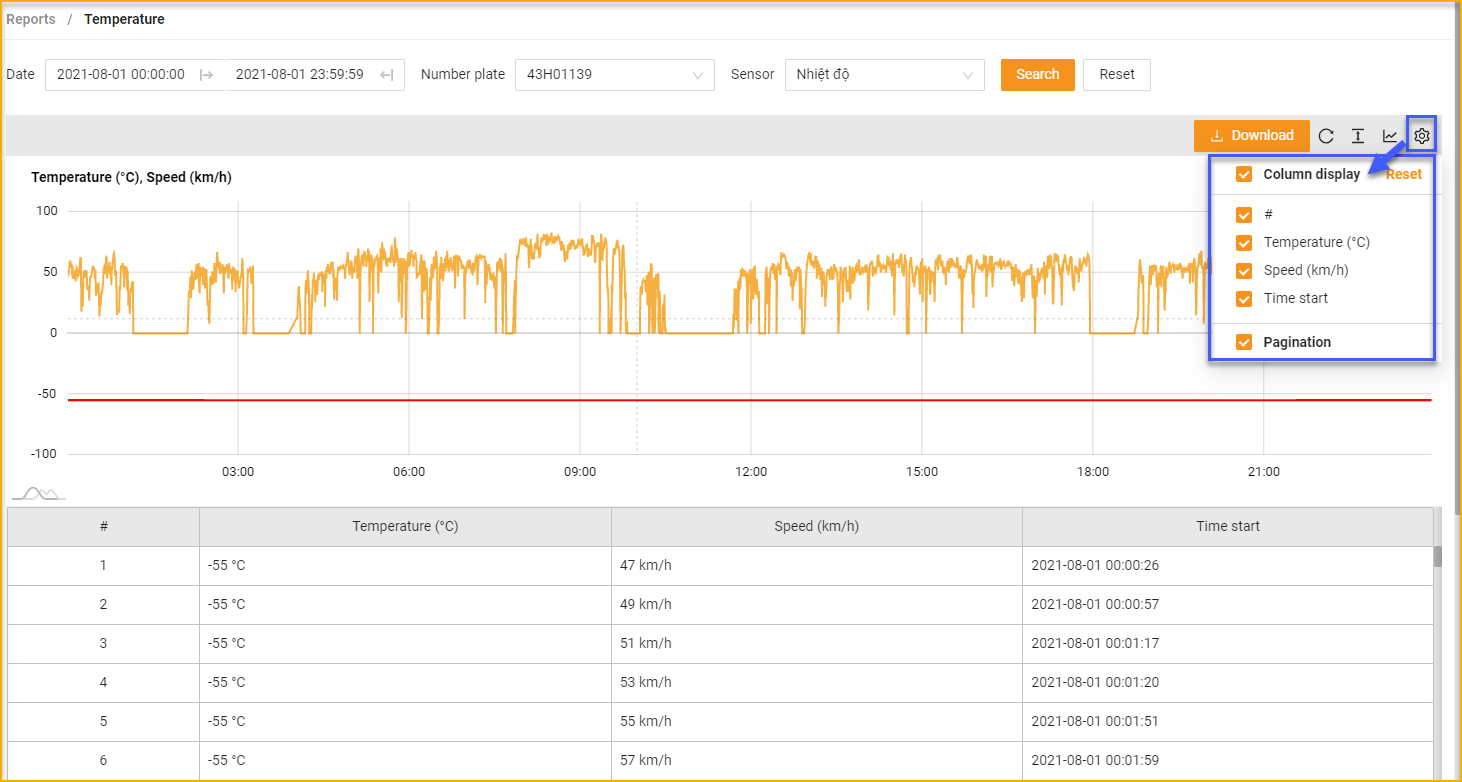 Reports / Temperature
Date 2021-08-01 00:00:00 2021-08-01 23:59:59 Number plate 43H01139 Sensor Nhiệt độ Search Reset
Download
Column display Reset
#
Temperature (°C)
Speed (km/h)
Time start
Pagination
Temperature (°C), Speed (km/h)
100
50
0
-50
-100
03:00 06:00 09:00 12:00 15:00 18:00 21:00
# Temperature (°C) Speed (km/h) Time start
1 -55 °C 47 km/h 2021-08-01 00:00:26
2 -55 °C 49 km/h 2021-08-01 00:00:57
3 -55 °C 51 km/h 2021-08-01 00:01:17
4 -55 °C 53 km/h 2021-08-01 00:01:20
5 -55 °C 55 km/h 2021-08-01 00:01:51
6 -55 °C 57 km/h 2021-08-01 00:01:59